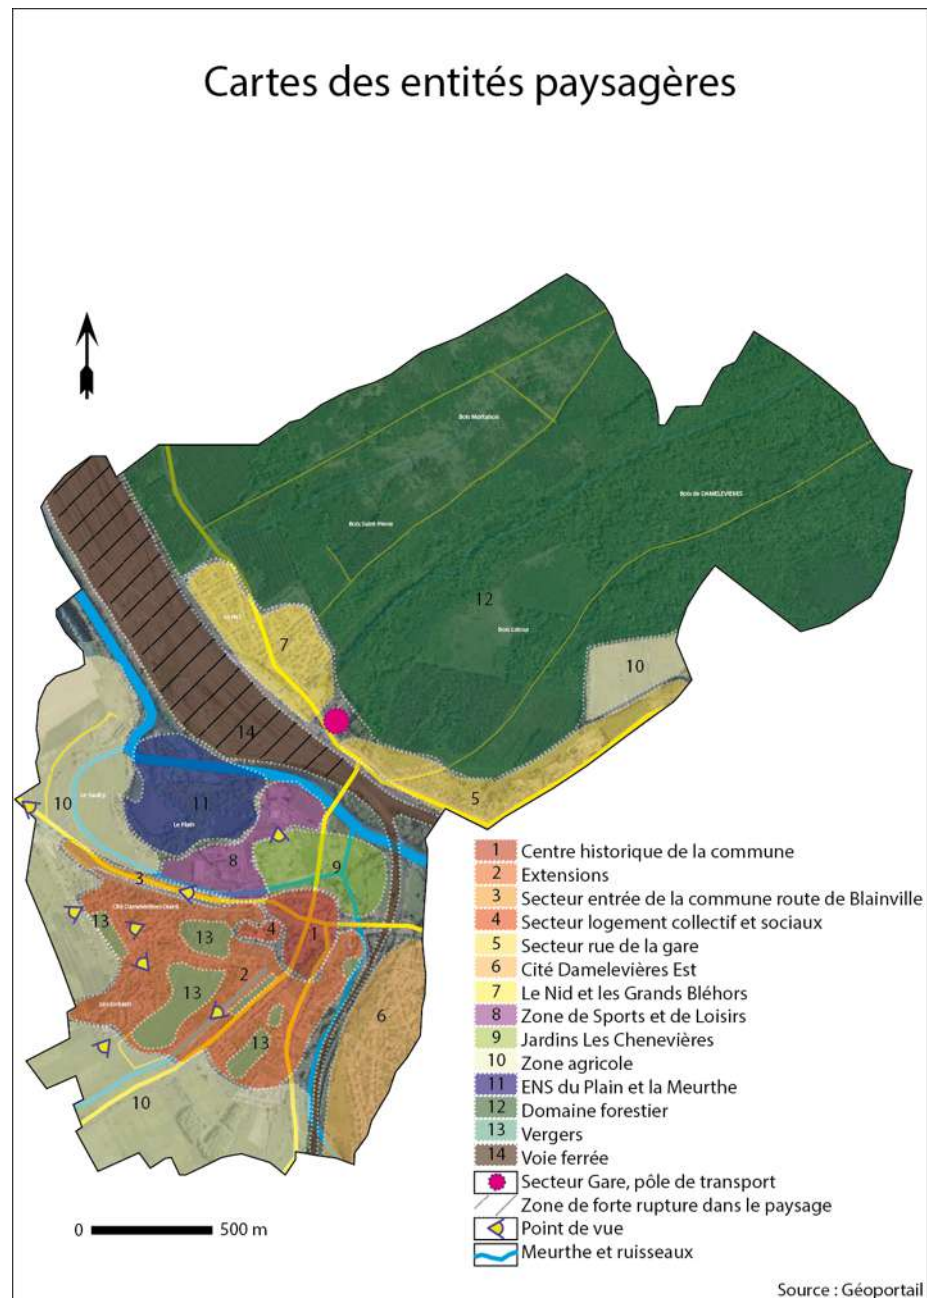 Cartes des entités paysagères
Bois de DAMELEVIERES
12
7
10
14
5
10
11
Le Plain
8
9
3
13
13
4
1
2
13
6
13
10
1 Centre historique de la commune
2 Extensions
3 Secteur entrée de la commune route de Blainville
4 Secteur logement collectif et sociaux
5 Secteur rue de la gare
6 Cité Damelevières Est
7 Le Nid et les Grands Bléhors
8 Zone de Sports et de Loisirs
9 Jardins Les Chenevières
10 Zone agricole
11 ENS du Plain et la Meurthe
12 Domaine forestier
13 Vergers
14 Voie ferrée
Secteur Gare, pôle de transport
Zone de forte rupture dans le paysage
Point de vue
Meurthe et ruisseaux
0 500 m
Source : Géoportail